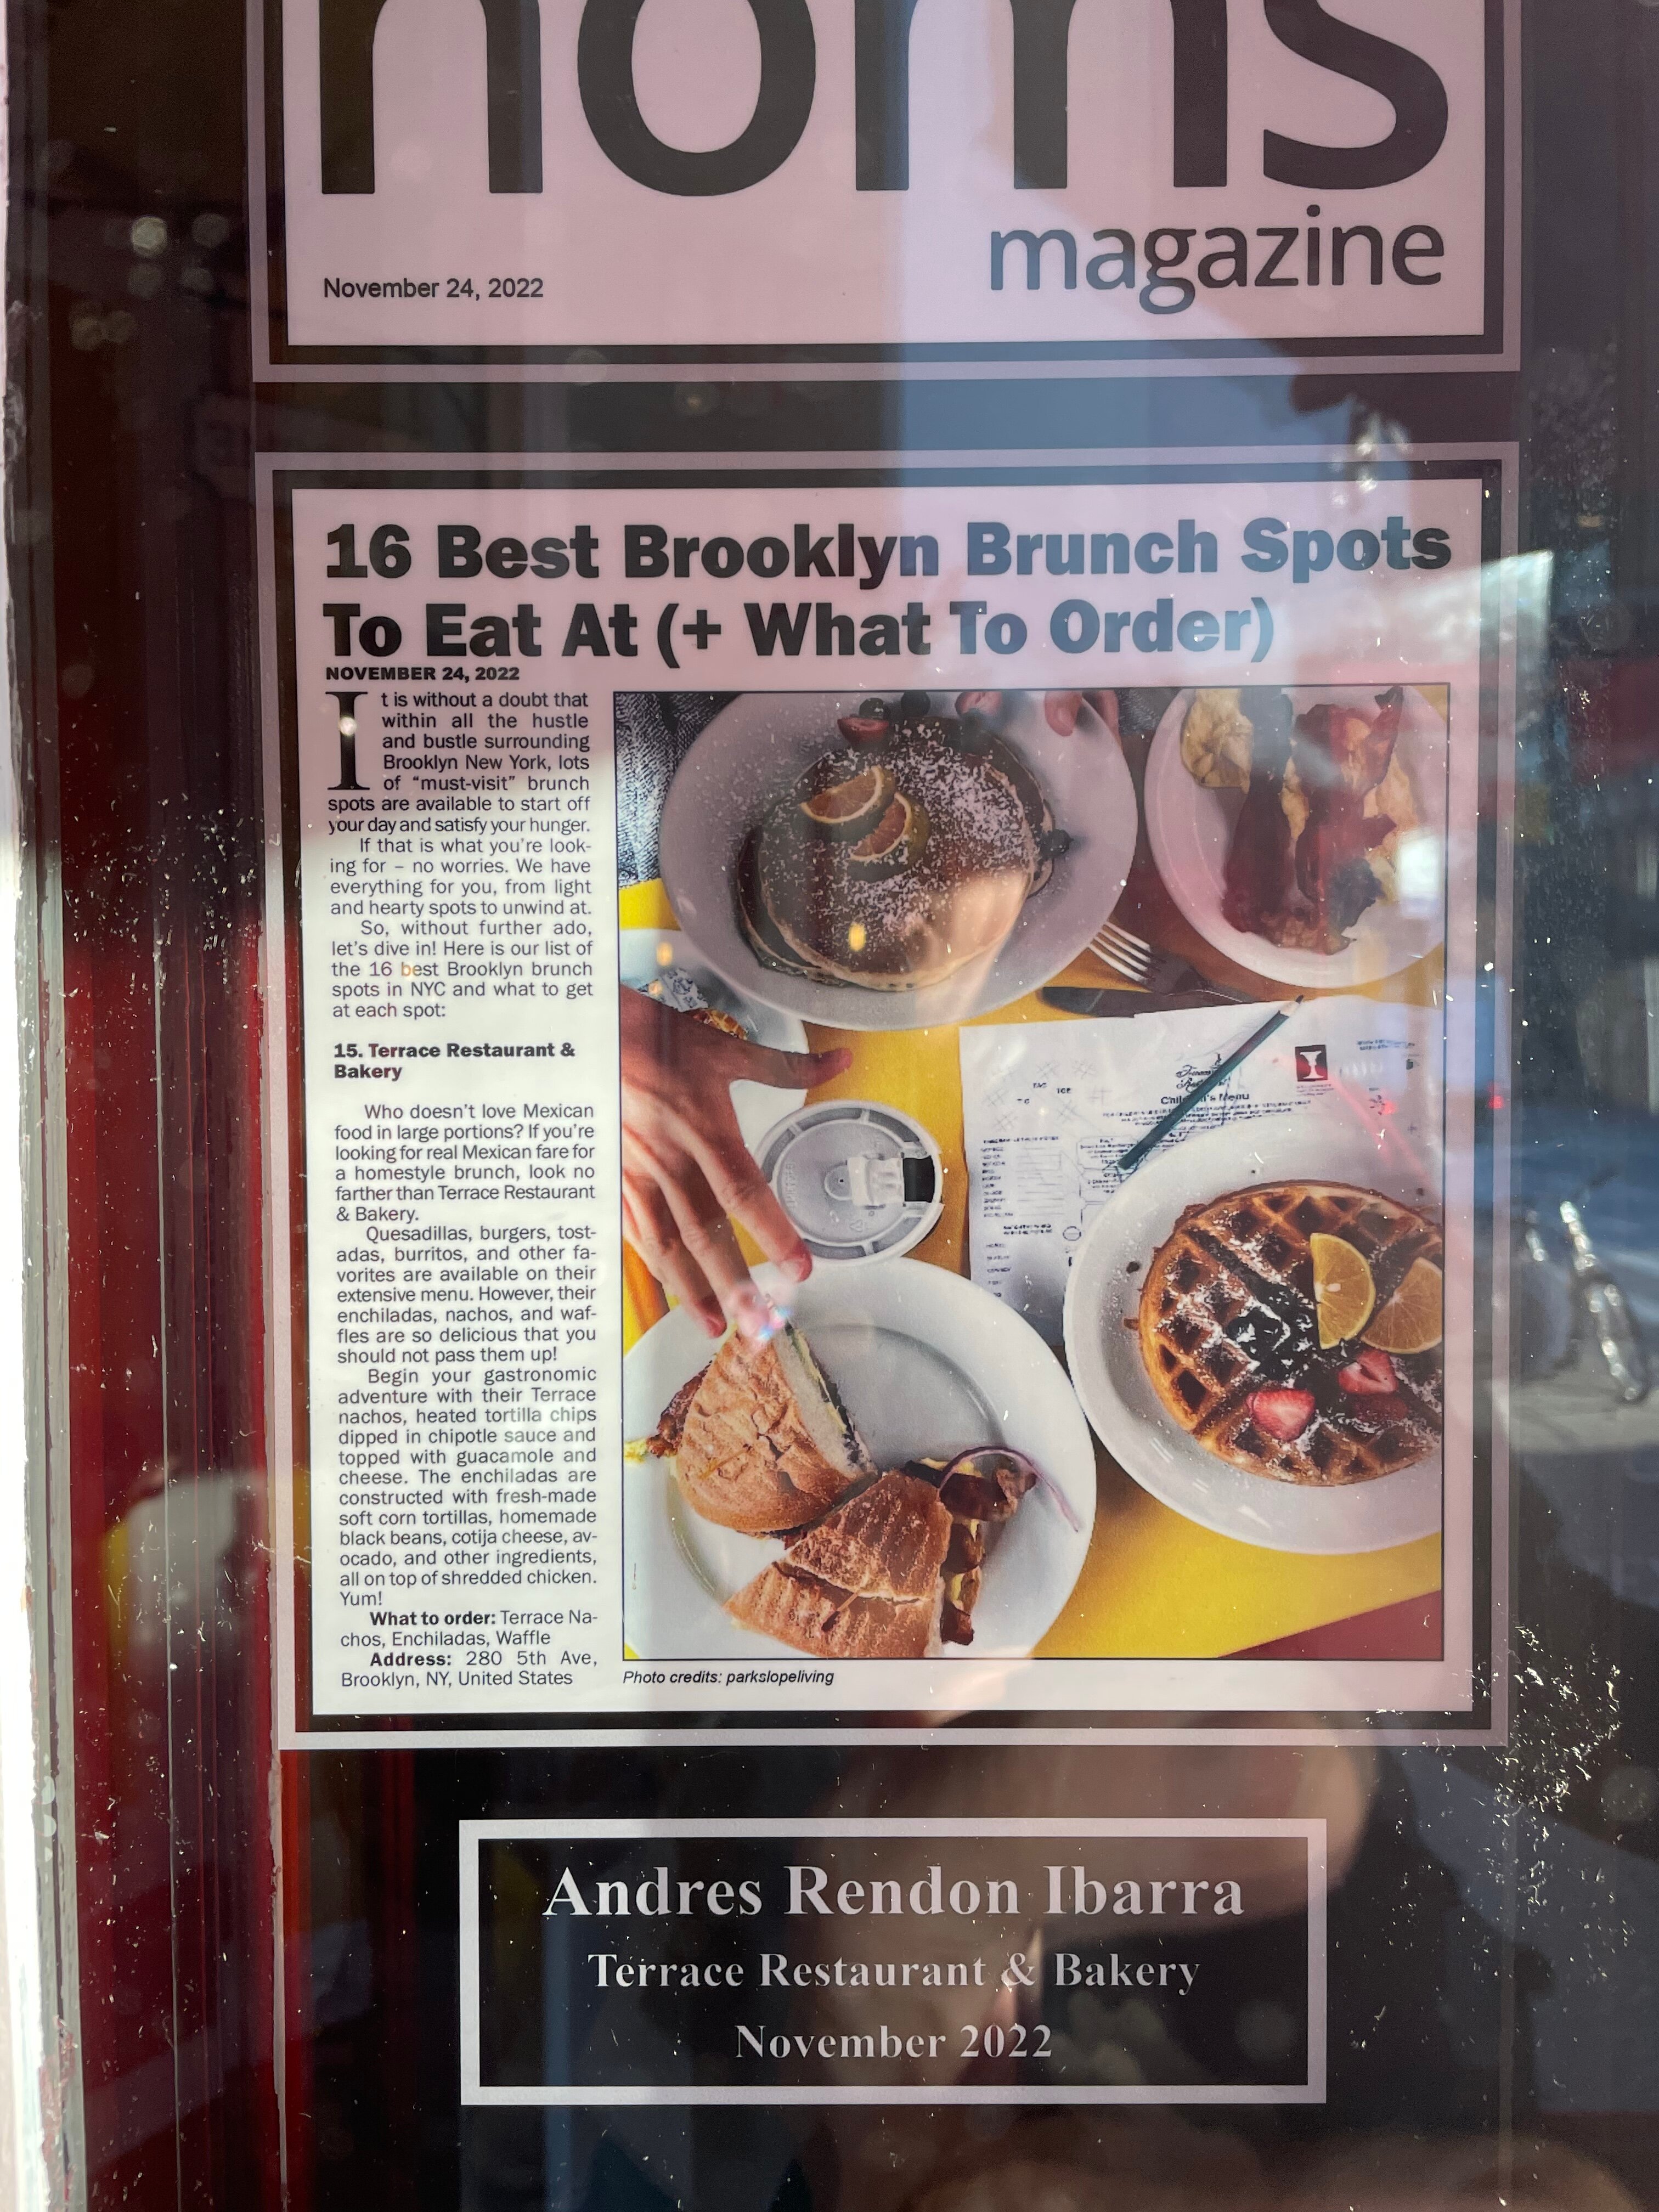 noms
magazine
November 24, 2022
16 Best Brooklyn Brunch Spots
To Eat At (+ What To Order)
NOVEMBER 24, 2022
It is without a doubt that
within all the hustle
and bustle surrounding
Brooklyn New York, lots
of “must-visit” brunch
spots are available to start off
your day and satisfy your hunger.
If that is what you’re look-
ing for – no worries. We have
everything for you, from light
and hearty spots to unwind at.
So, without further ado,
let’s dive in! Here is our list of
the 16 best Brooklyn brunch
spots in NYC and what to get
at each spot:
15. Terrace Restaurant &
Bakery
Who doesn’t love Mexican
food in large portions? If you’re
looking for real Mexican fare for
a homestyle brunch, look no
farther than Terrace Restaurant
& Bakery.
Quesadillas, burgers, tost-
adas, burritos, and other fa-
vorites are available on their
extensive menu. However, their
enchiladas, nachos, and waf-
fles are so delicious that you
should not pass them up!
Begin your gastronomic
adventure with their Terrace
nachos, heated tortilla chips
dipped in chipotle sauce and
topped with guacamole and
cheese. The enchiladas are
constructed with fresh-made
soft corn tortillas, homemade
black beans, cotija cheese, av-
ocado, and other ingredients,
all on top of shredded chicken.
Yum!
What to order: Terrace Na-
chos, Enchiladas, Waffle
Address: 280 5th Ave,
Brooklyn, NY, United States
Children's Menu
Photo credits: parkslopeliving
Andres Rendon Ibarra
Terrace Restaurant & Bakery
November 2022